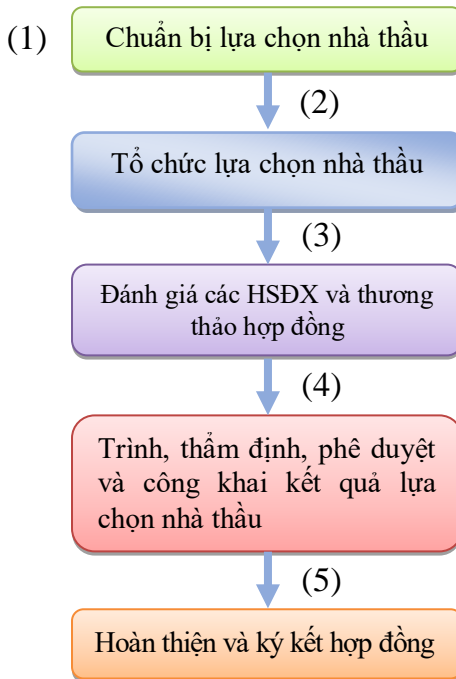 (1) Chuẩn bị lựa chọn nhà thầu
(2)
Tổ chức lựa chọn nhà thầu
(3)
Đánh giá các HSĐX và thương
thảo hợp đồng
(4)
Trình, thẩm định, phê duyệt
và công khai kết quả lựa
chọn nhà thầu
(5)
Hoàn thiện và ký kết hợp đồng